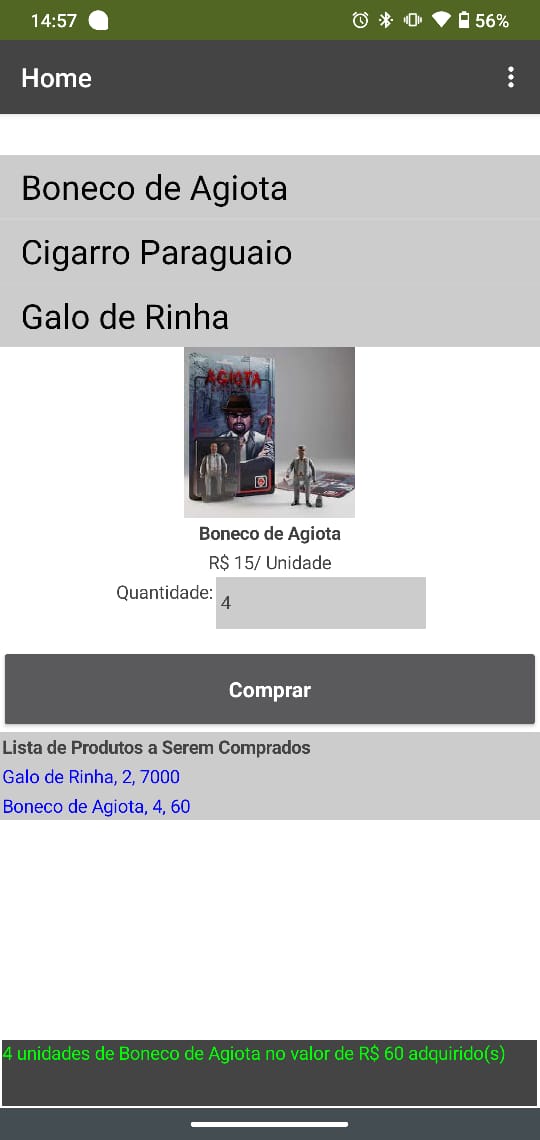 14:57
56%
Home
Boneco de Agiota
Cigarro Paraguaio
Galo de Rinha
AGIOTA
Boneco de Agiota
R$ 15/ Unidade
Quantidade: 4
Comprar
Lista de Produtos a Serem Comprados
Galo de Rinha, 2, 7000
Boneco de Agiota, 4, 60
4 unidades de Boneco de Agiota no valor de R$ 60 adquirido(s)